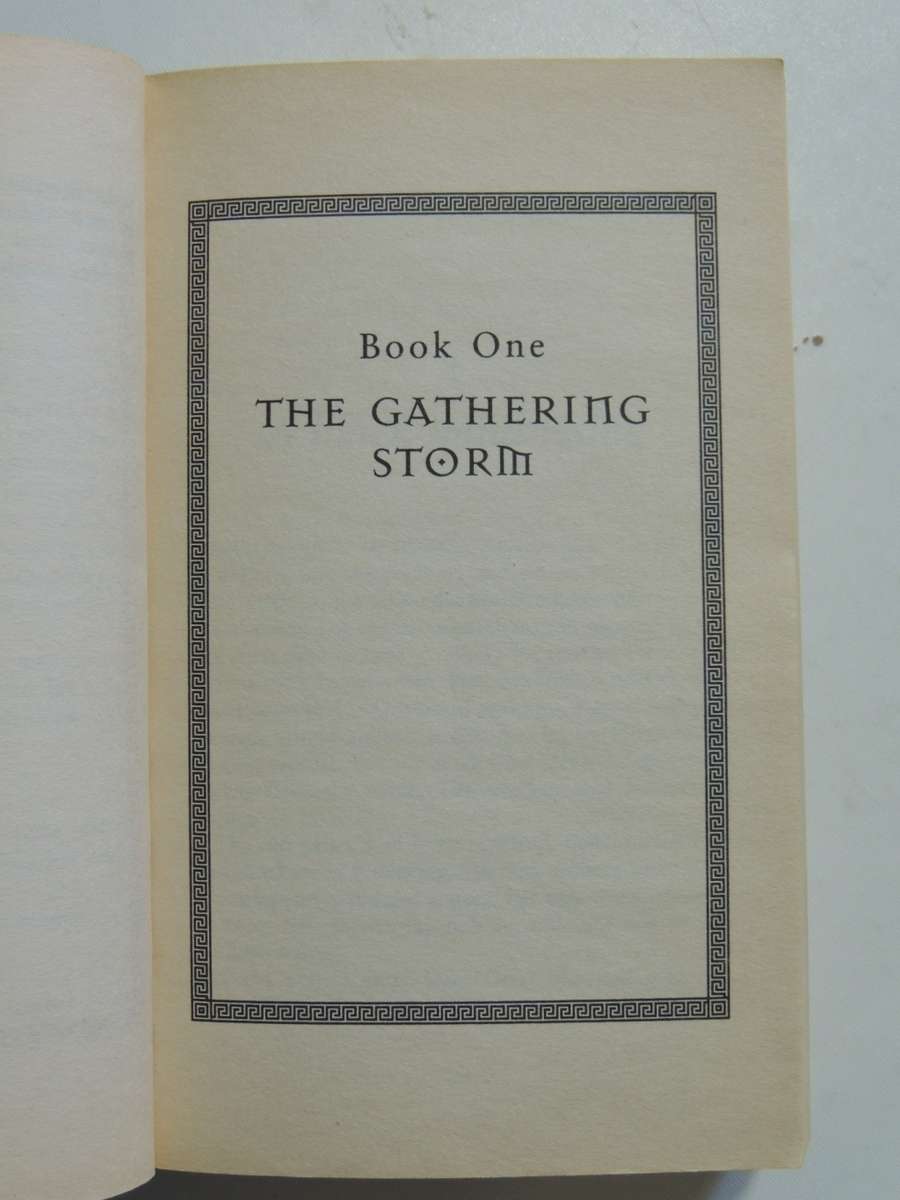 Book One
THE GATHERING
STORM